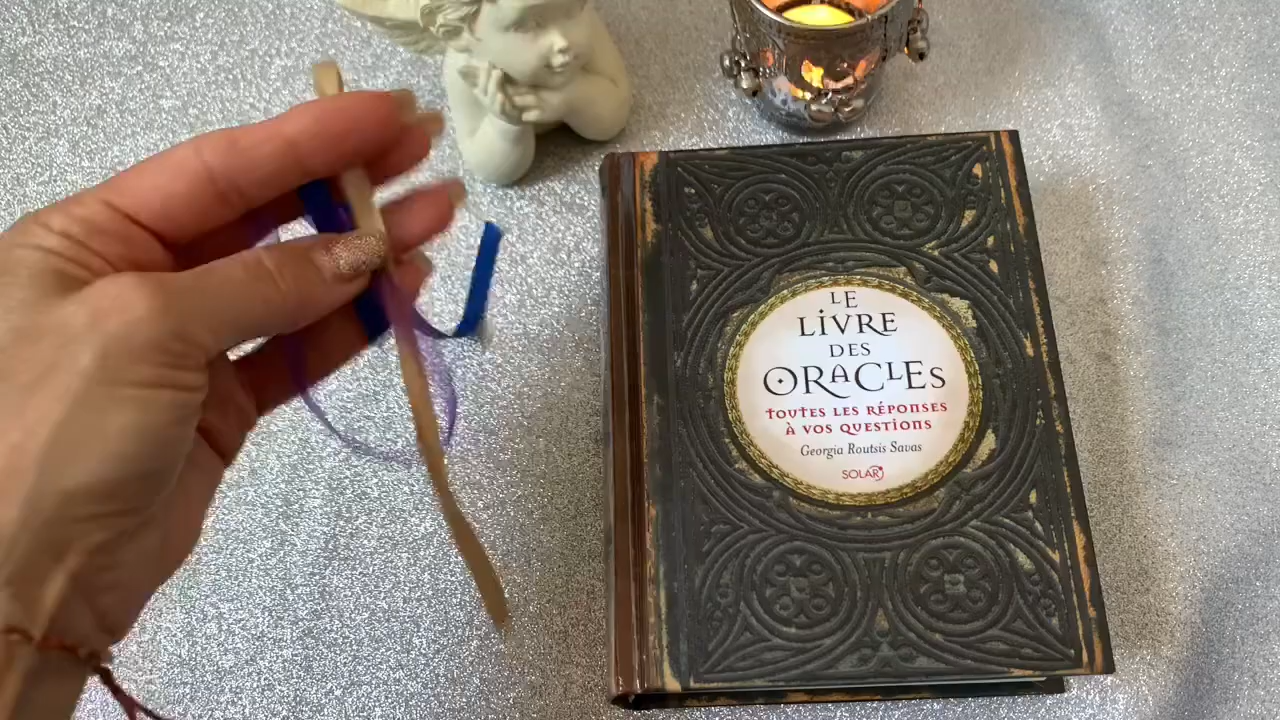 LE
LIVRE
DES
ORACLES
TOUTES LES RÉPONSES
À VOS QUESTIONS
Georgia Routsis Savas
SOLAR